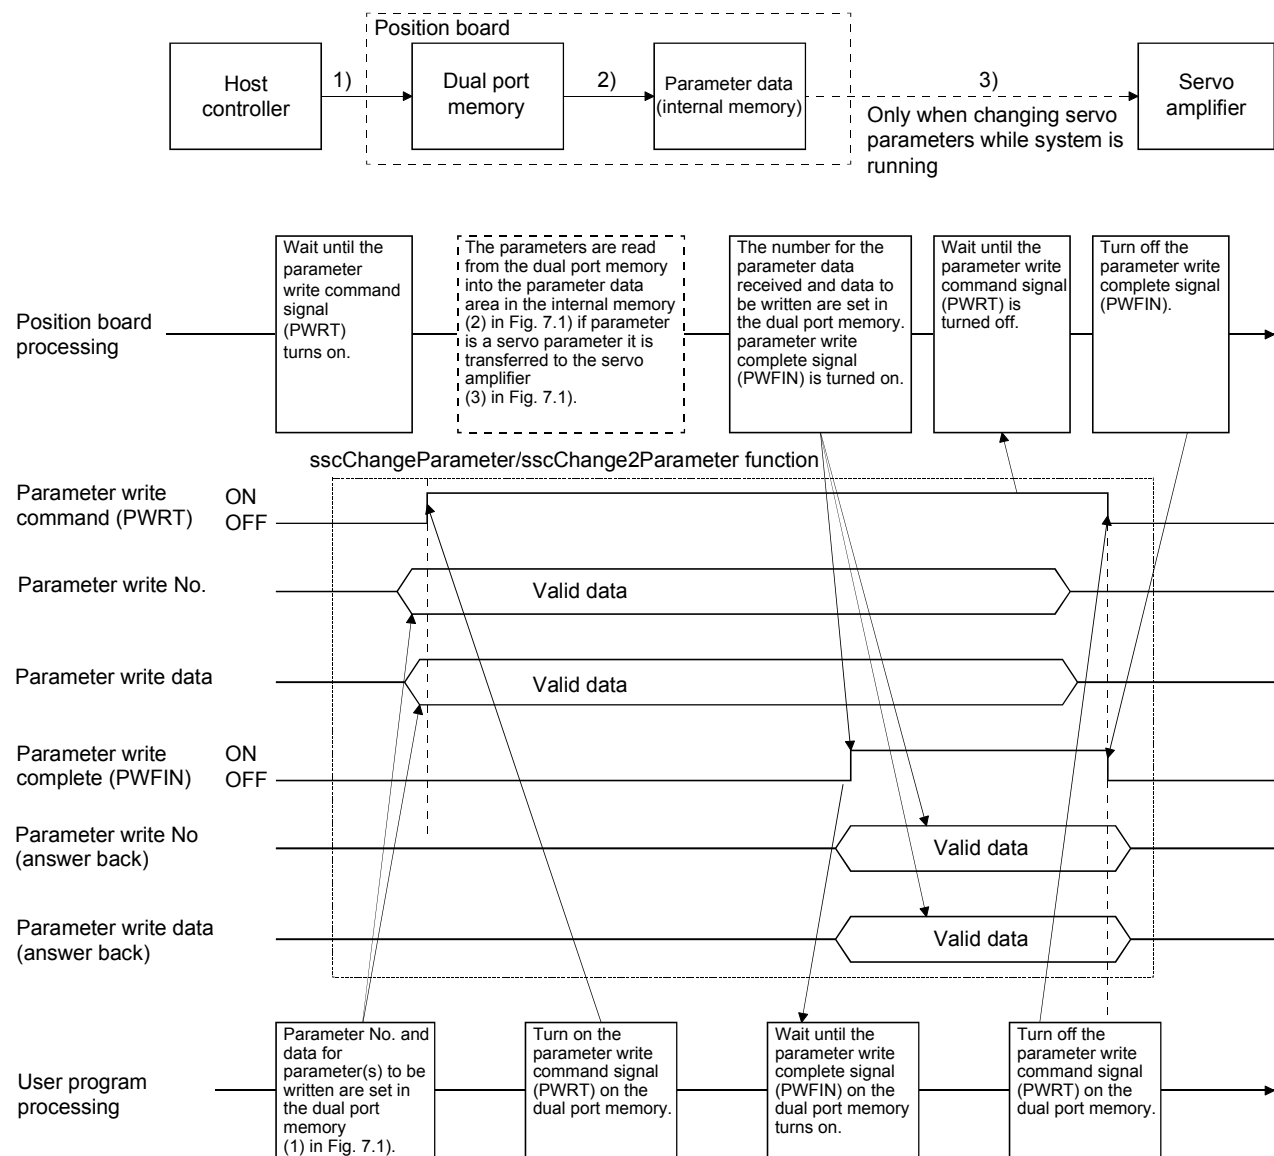 Position board
Host
controller
1)
Dual port
memory
2)
Parameter data
(internal memory)
3)
Only when changing servo
parameters while system is
running
Servo
amplifier
Position board
processing
Wait until the
parameter
write command
signal
(PWRT)
turns on.
The parameters are read
from the dual port memory
into the parameter data
area in the internal memory
(2) in Fig. 7.1) if parameter
is a servo parameter it is
transferred to the servo
amplifier
(3) in Fig. 7.1).
The number for the
parameter data
received and data to
be written are set in
the dual port memory.
parameter write
complete signal
(PWFIN) is turned on.
Wait until the
parameter write
command signal
(PWRT) is
turned off.
Turn off the
parameter write
complete signal
(PWFIN).
sscChangeParameter/sscChange2Parameter function
Parameter write
command (PWRT)
ON
OFF
Parameter write No.
Valid data
Parameter write data
Valid data
Parameter write
complete (PWFIN)
ON
OFF
Parameter write No
(answer back)
Valid data
Parameter write data
(answer back)
Valid data
User program
processing
Parameter No. and
data for
parameter(s) to be
written are set in
the dual port
memory
(1) in Fig. 7.1).
Turn on the
parameter write
command signal
(PWRT) on the
dual port memory.
Wait until the
parameter write
complete signal
(PWFIN) on the
dual port memory
turns on.
Turn off the
parameter write
command signal
(PWRT) on the
dual port memory.